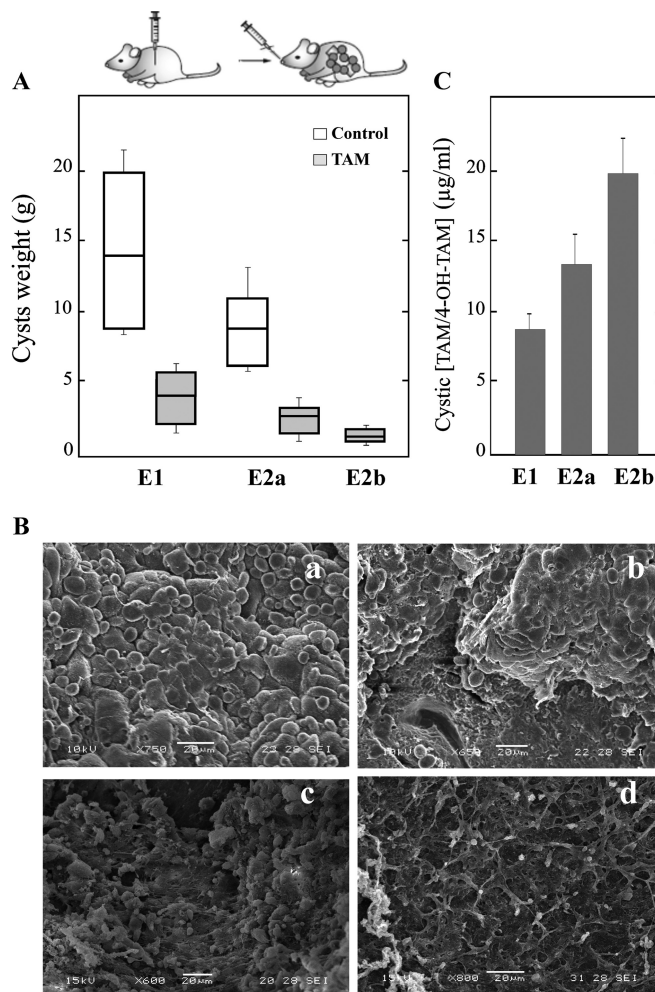 A
C
Control
TAM
Cysts weight (g)
20
15
10
5
0
E1
E2a
E2b
Cystic [TAM/4-OH-TAM] (μg/ml)
20
15
10
5
0
E1
E2a
E2b
B
a
10kV X750 20μm 23 28 SEI
b
10kV X650 20μm 22 28 SEI
c
15kV X600 20μm 20 28 SEI
d
15kV X800 20μm 31 28 SEI